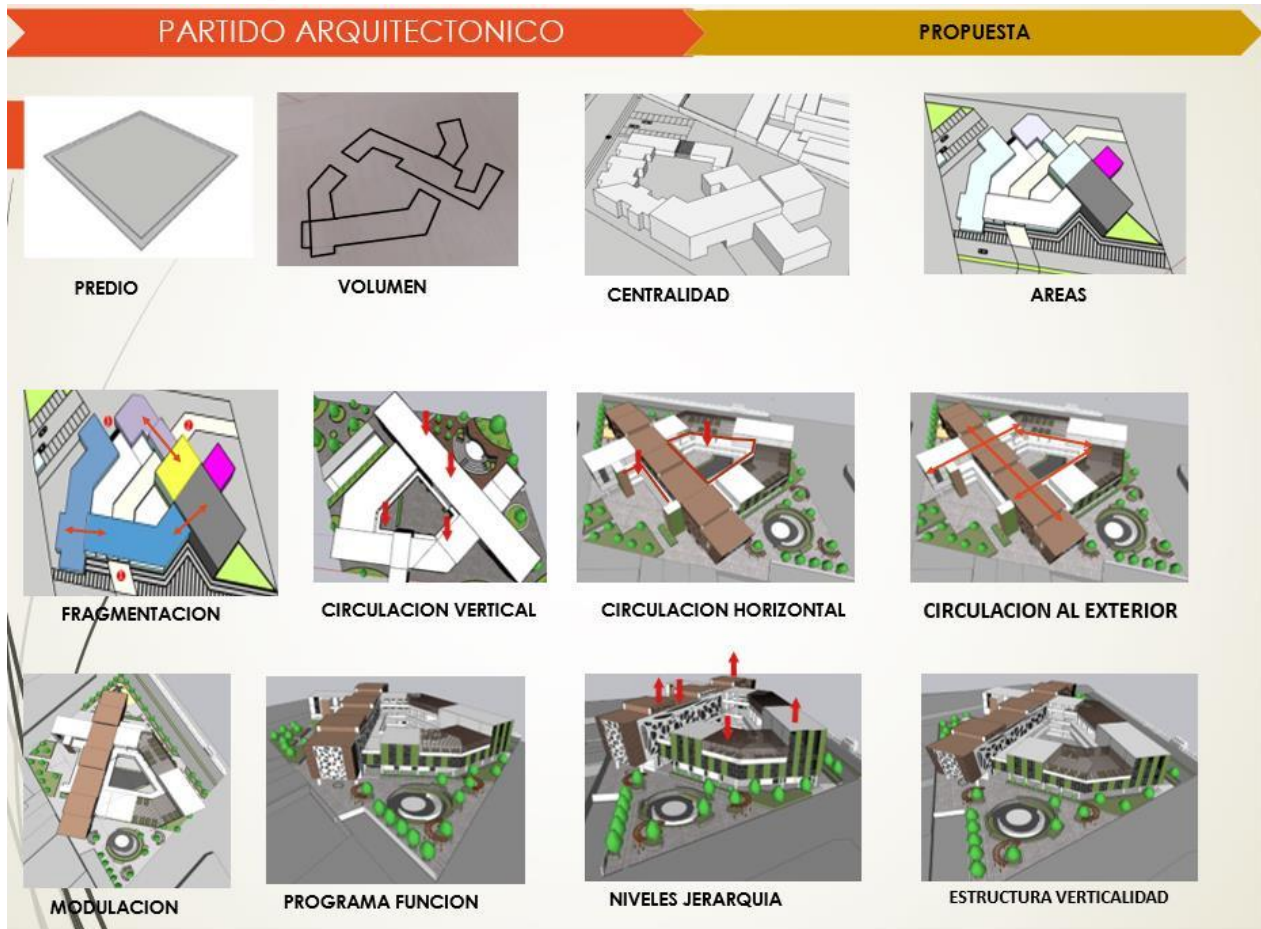 PARTIDO ARQUITECTONICO
PROPUESTA
PREDIO
VOLUMEN
CENTRALIDAD
AREAS
FRAGMENTACION
CIRCULACION VERTICAL
CIRCULACION HORIZONTAL
CIRCULACION AL EXTERIOR
MODULACION
PROGRAMA FUNCION
NIVELES JERARQUIA
ESTRUCTURA VERTICALIDAD